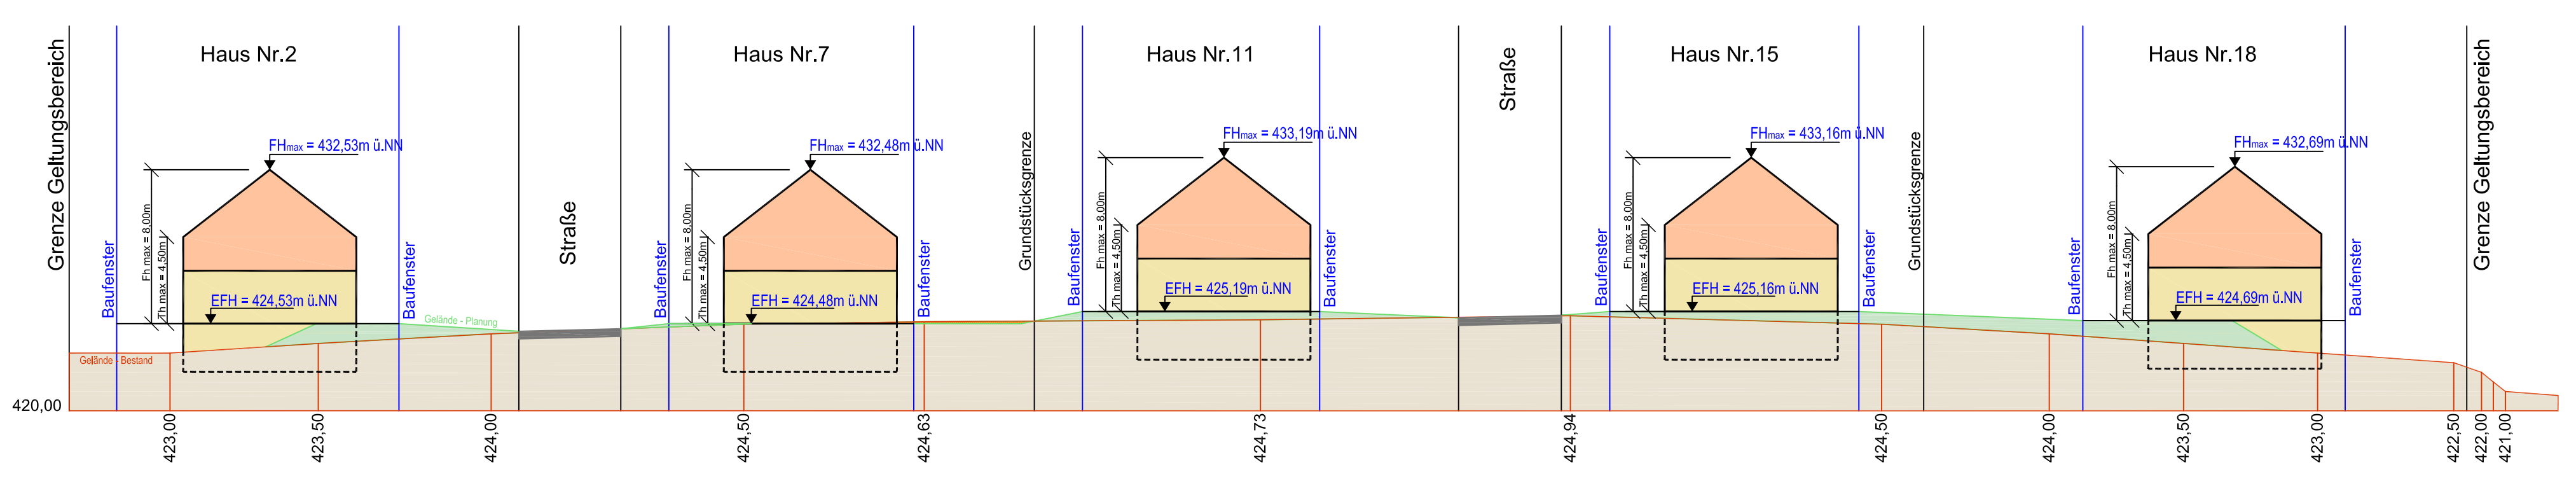 Grenze Geltungsbereich
Baufenster
Haus Nr.2
FHmax = 432,53m ü.NN
Fh max = 8,00m
Th max = 4,50m
EFH = 424,53m ü.NN
Baufenster
Gelände - Planung
Gelände - Bestand
Straße
Baufenster
Haus Nr.7
FHmax = 432,48m ü.NN
Fh max = 8,00m
Th max = 4,50m
EFH = 424,48m ü.NN
Baufenster
Grundstücksgrenze
Baufenster
Haus Nr.11
FHmax = 433,19m ü.NN
Fh max = 8,00m
Th max = 4,50m
EFH = 425,19m ü.NN
Baufenster
Straße
Baufenster
Haus Nr.15
FHmax = 433,16m ü.NN
Fh max = 8,00m
Th max = 4,50m
EFH = 425,16m ü.NN
Baufenster
Grundstücksgrenze
Baufenster
Haus Nr.18
FHmax = 432,69m ü.NN
Fh max = 8,00m
Th max = 4,50m
EFH = 424,69m ü.NN
Baufenster
Grenze Geltungsbereich
420,00
423,00
423,50
424,00
424,50
424,63
424,73
424,94
424,50
424,00
423,50
423,00
422,50
422,00
421,00